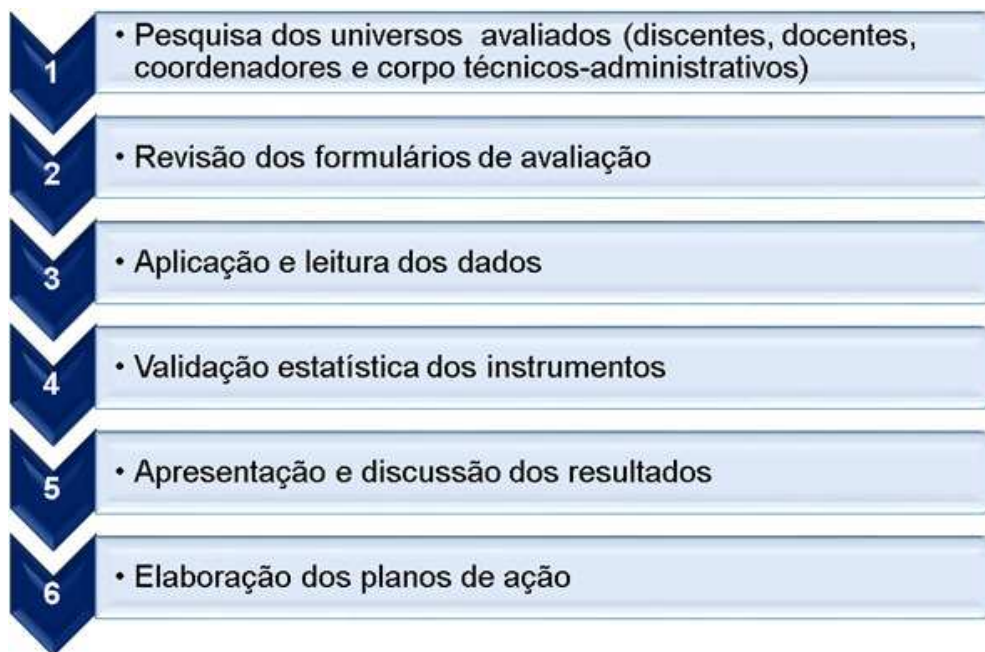 1
• Pesquisa dos universos avaliados (discentes, docentes,
coordenadores e corpo técnicos-administrativos)
2
• Revisão dos formulários de avaliação
3
• Aplicação e leitura dos dados
4
• Validação estatística dos instrumentos
5
• Apresentação e discussão dos resultados
6
• Elaboração dos planos de ação